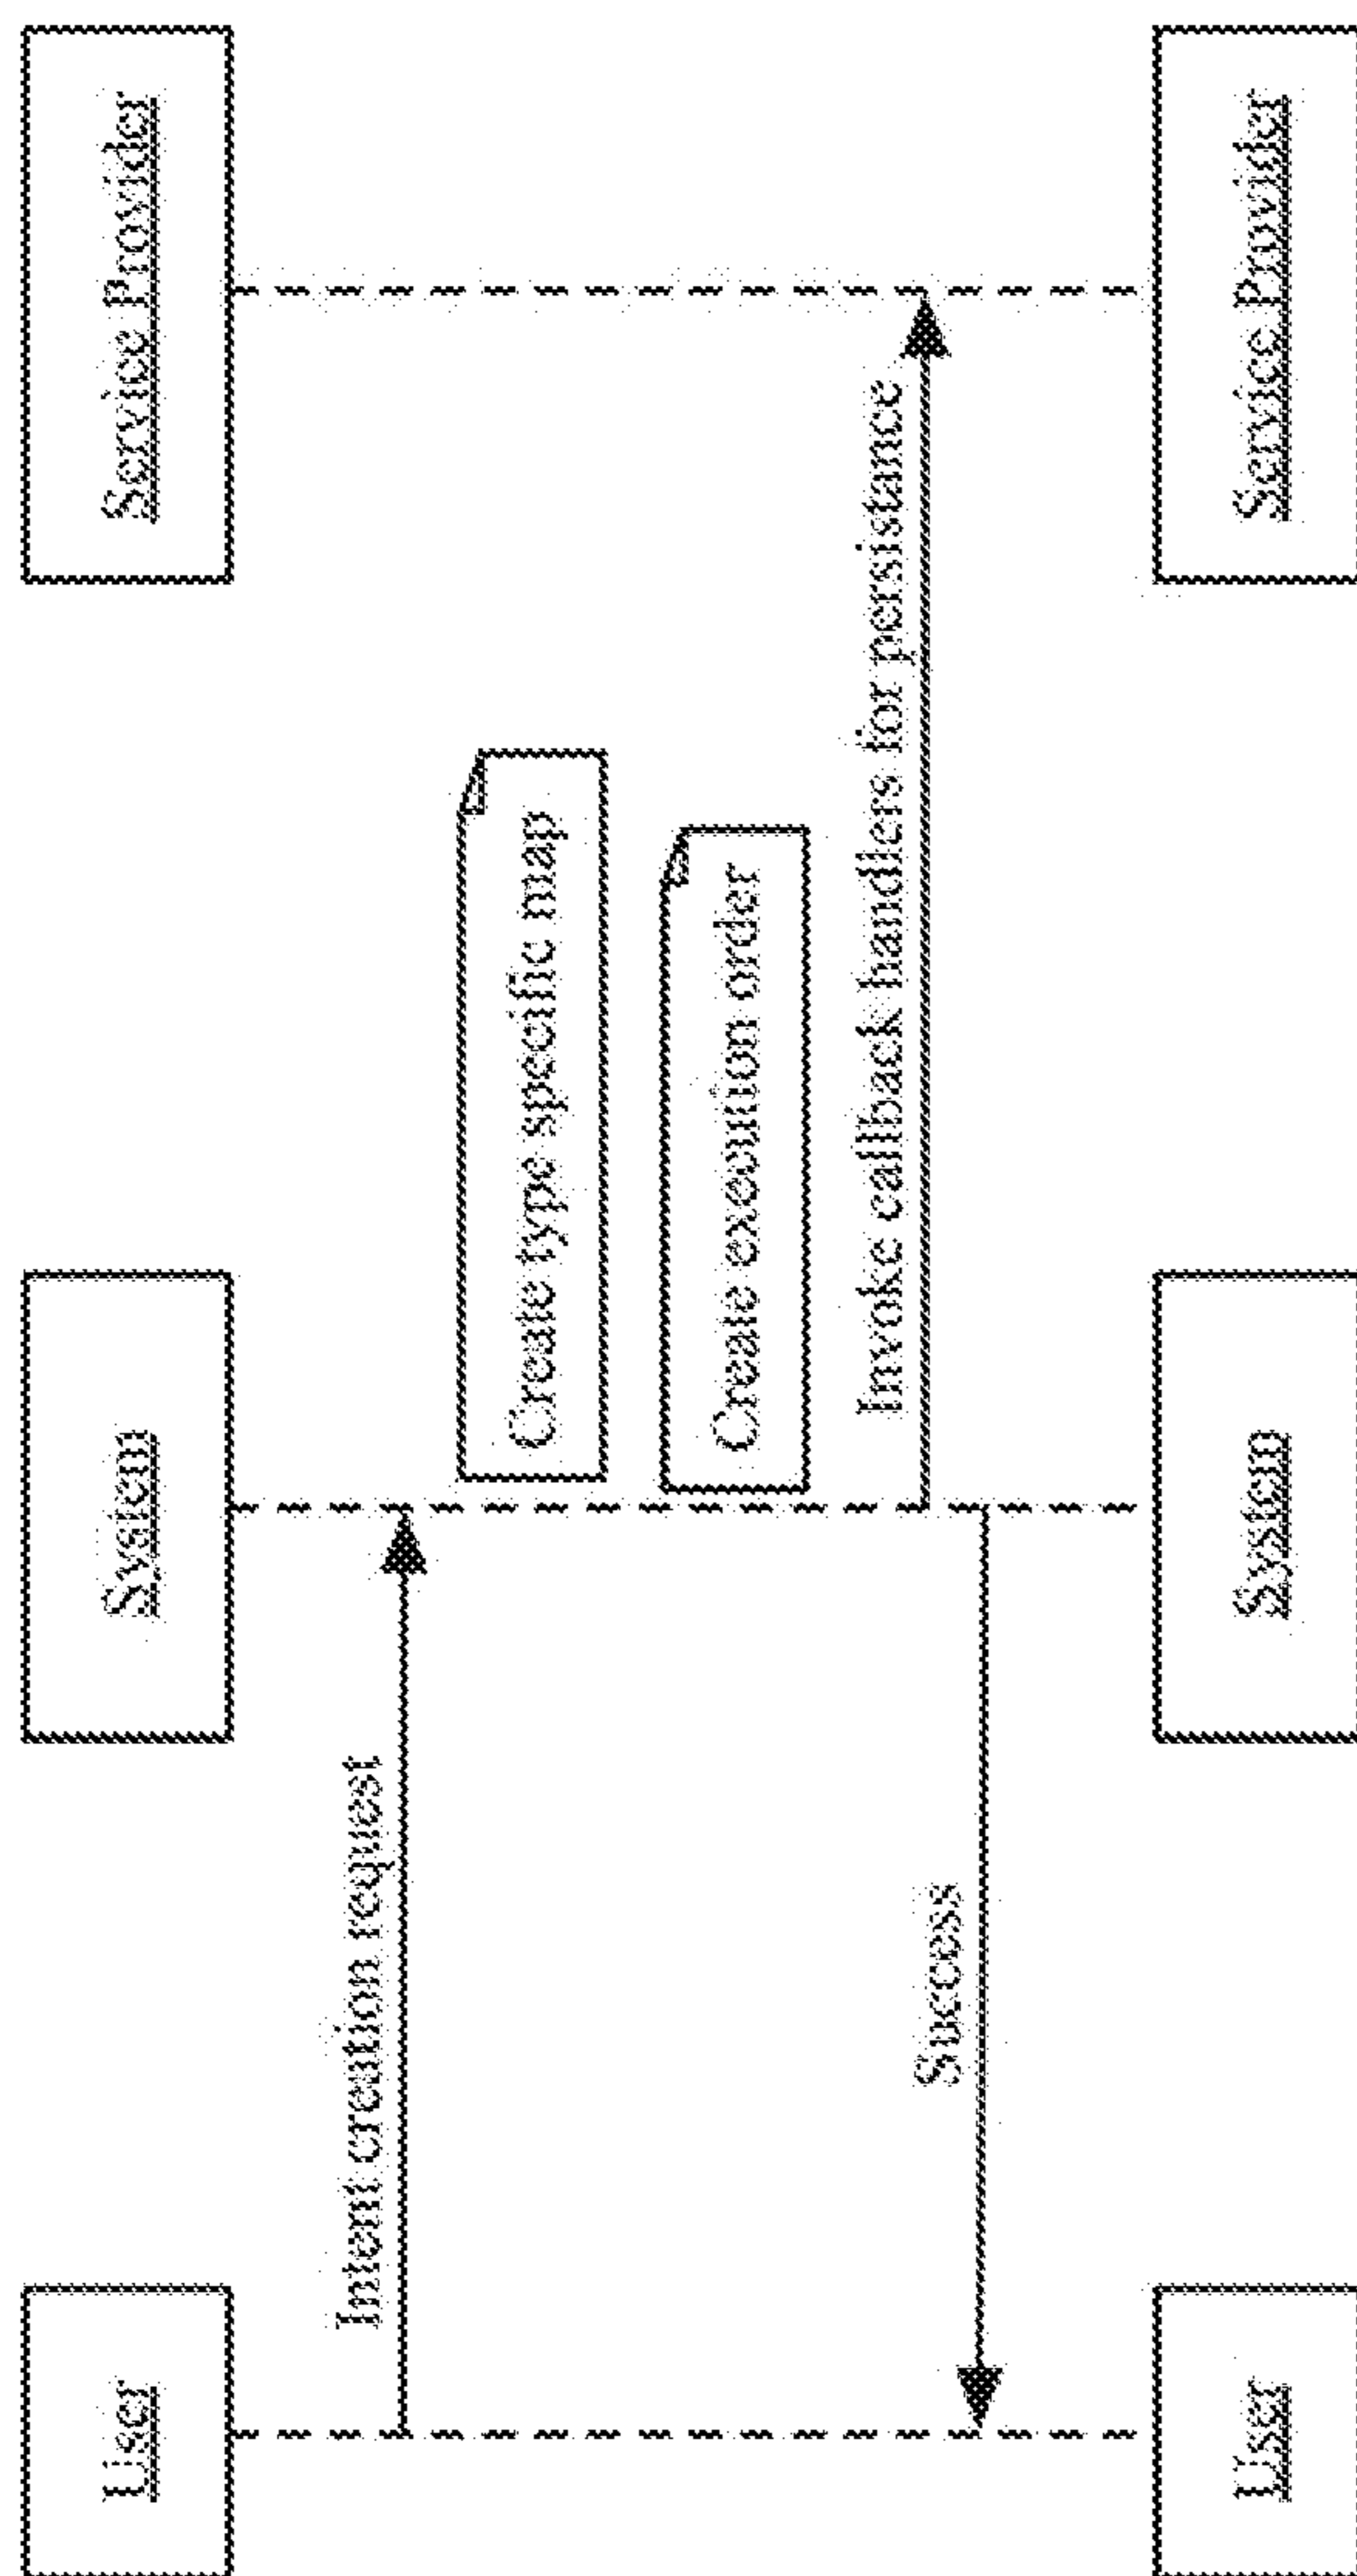 User
System
Service Provider
Intent creation request
Create type specific map
Create execution order
Invoke callback handlers for persistance
Success
User
System
Service Provider